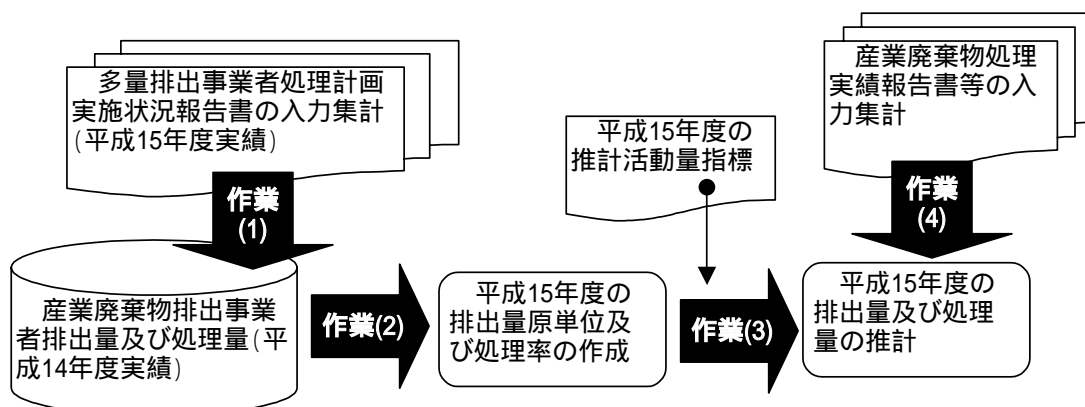 多量排出事業者処理計画
実施状況報告書の入力集計
(平成15年度実績)
産業廃棄物処理
実績報告書等の入
力集計
平成15年度の
推計活動量指標
作業
(1)
作業
(4)
産業廃棄物排出事業
者排出量及び処理量(平
成14年度実績)
作業(2)
平成15年度の
排出量原単位及
び処理率の作成
作業(3)
平成15年度の
排出量及び処理
量の推計